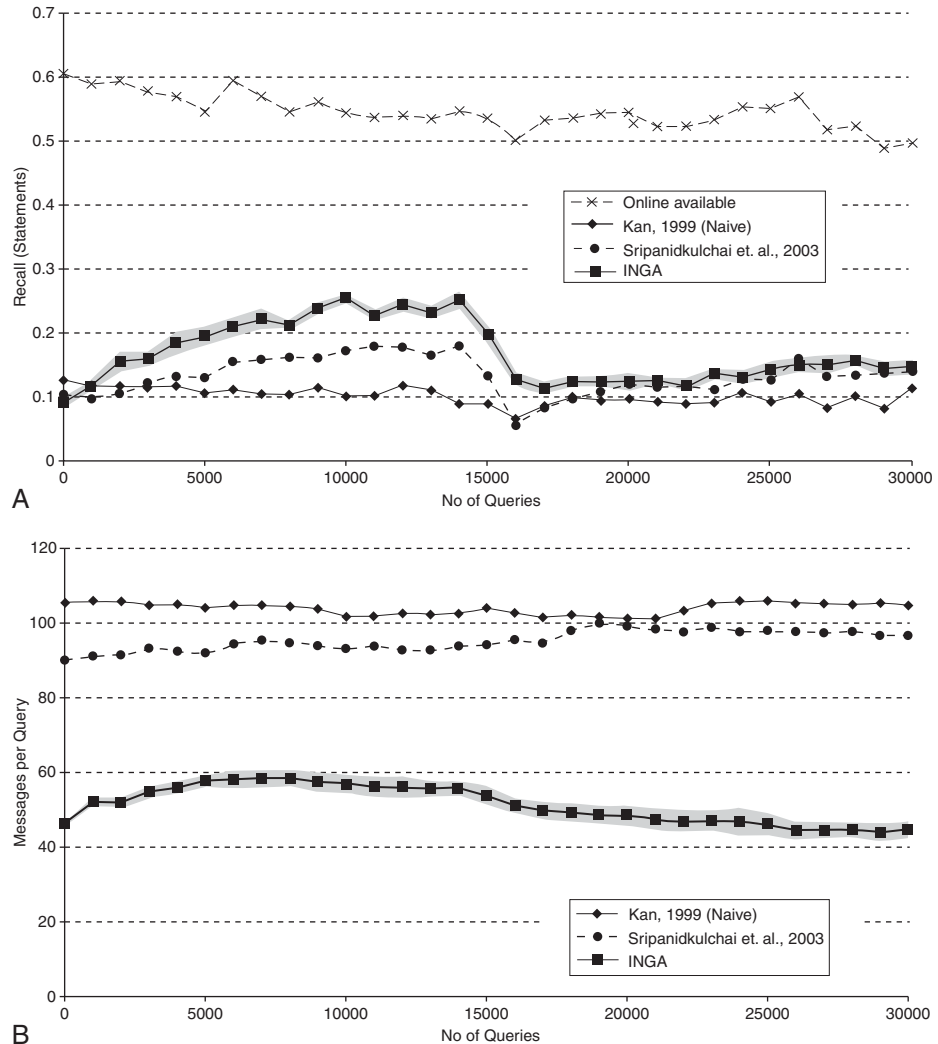 0.7
0.6
0.5
0.4
0.3
0.2
0.1
0
Recall (Statements)
Online available
Kan, 1999 (Naive)
Sripanidkulchai et. al., 2003
INGA
0 5000 10000 15000 20000 25000 30000
No of Queries
A
120
100
80
60
40
20
0
Messages per Query
Kan, 1999 (Naive)
Sripanidkulchai et. al., 2003
INGA
0 5000 10000 15000 20000 25000 30000
No of Queries
B